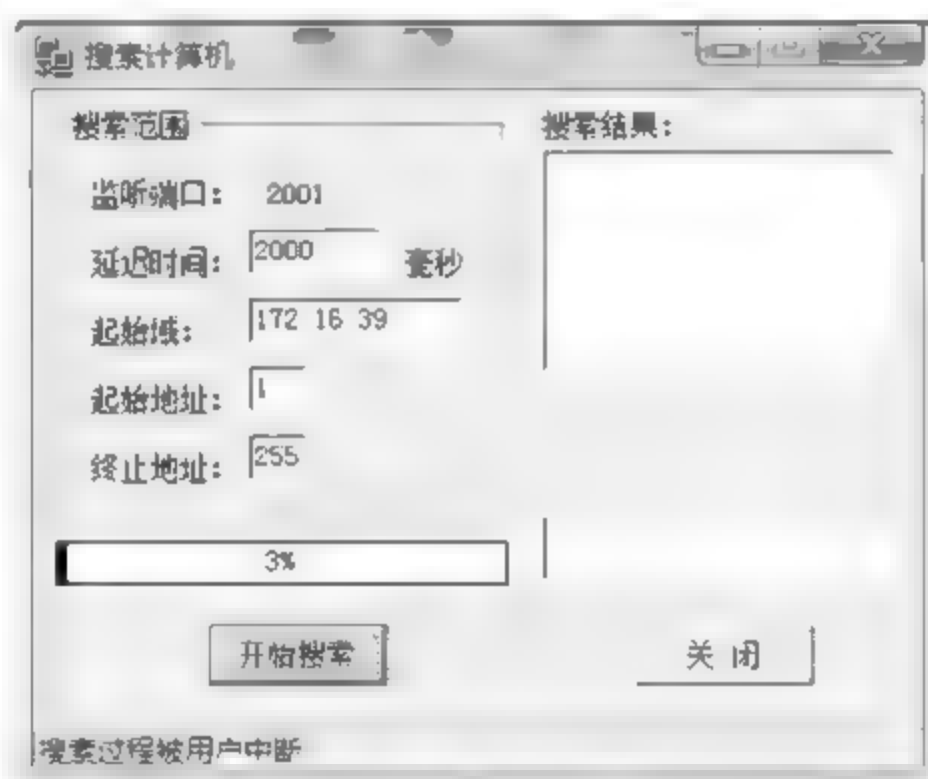 搜索计算机
搜索范围
监听端口: 2001
延迟时间: 2000 毫秒
起始域: 172 16 39
起始地址: 1
终止地址: 255
3%
开始搜索
搜索结果:
关 闭
搜索过程被用户中断